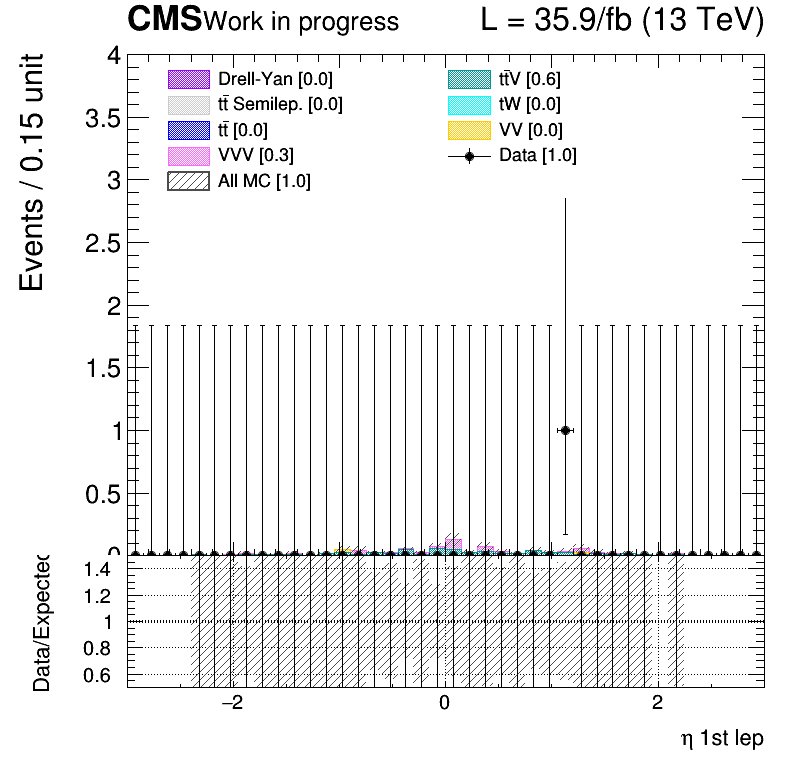 CMS Work in progress L = 35.9/fb (13 TeV)
Events / 0.15 unit
4
3.5
3
2.5
2
1.5
1
0.5
0
Drell-Yan [0.0]
tt̄ Semilep. [0.0]
tt̄ [0.0]
VVV [0.3]
All MC [1.0]
tt̄V [0.6]
tW [0.0]
VV [0.0]
Data [1.0]
Data/Expected
1.4
1.2
1
0.8
0.6
−2 0 2
η 1st lep